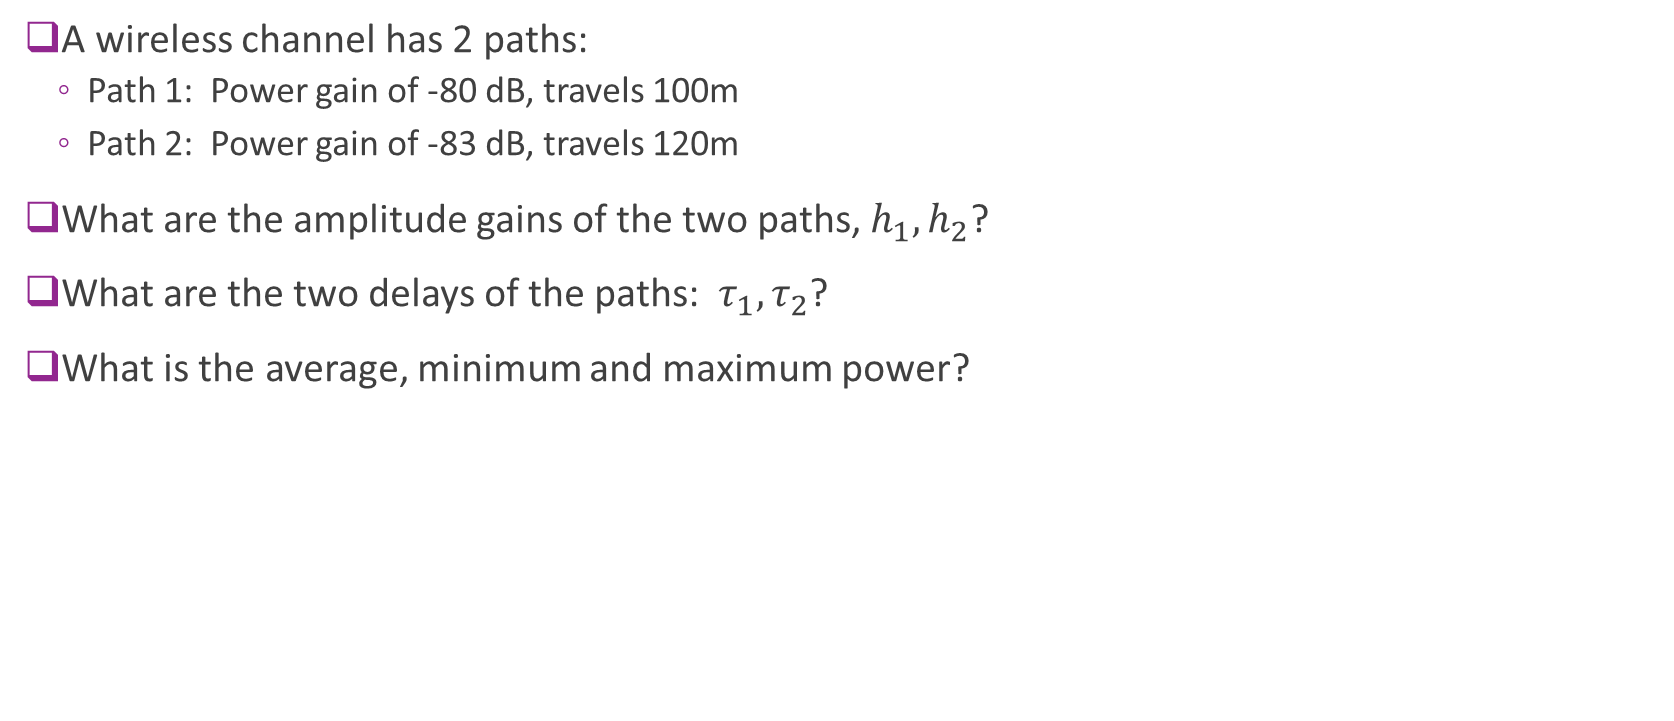 ❑A wireless channel has 2 paths:
◦ Path 1: Power gain of -80 dB, travels 100m
◦ Path 2: Power gain of -83 dB, travels 120m
❑What are the amplitude gains of the two paths, ℎ₁, ℎ₂?
❑What are the two delays of the paths: 𝜏₁, 𝜏₂?
❑What is the average, minimum and maximum power?